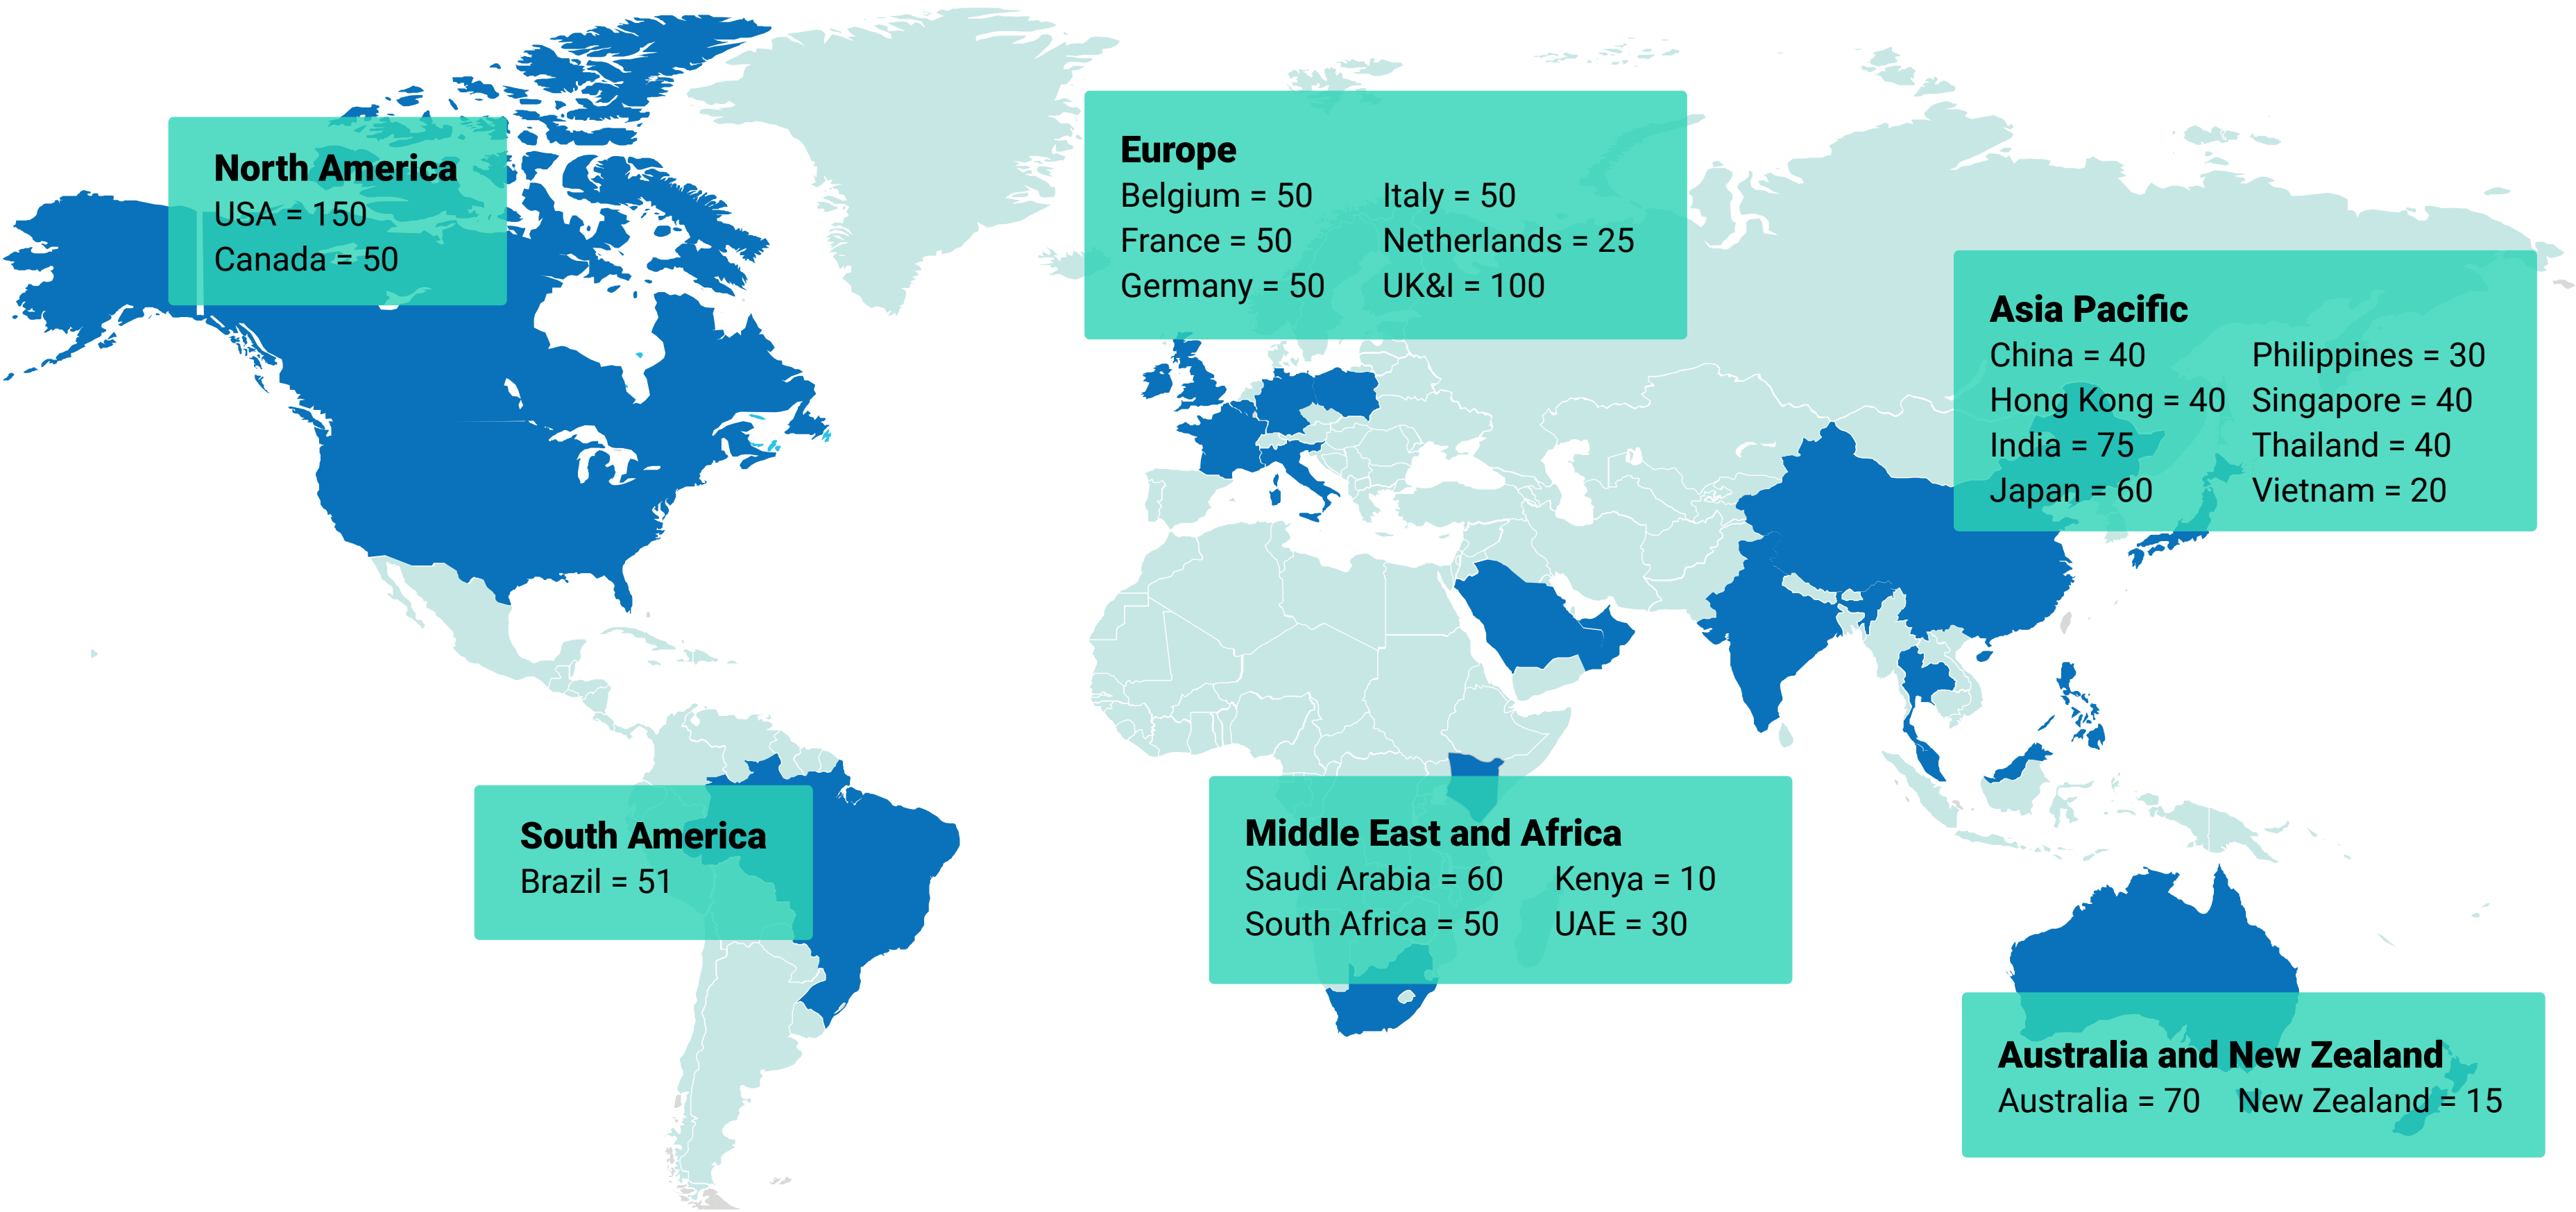 North America
USA = 150
Canada = 50
Europe
Belgium = 50
France = 50
Germany = 50
Italy = 50
Netherlands = 25
UK&I = 100
Asia Pacific
China = 40
Hong Kong = 40
India = 75
Japan = 60
Philippines = 30
Singapore = 40
Thailand = 40
Vietnam = 20
South America
Brazil = 51
Middle East and Africa
Saudi Arabia = 60
South Africa = 50
Kenya = 10
UAE = 30
Australia and New Zealand
Australia = 70
New Zealand = 15